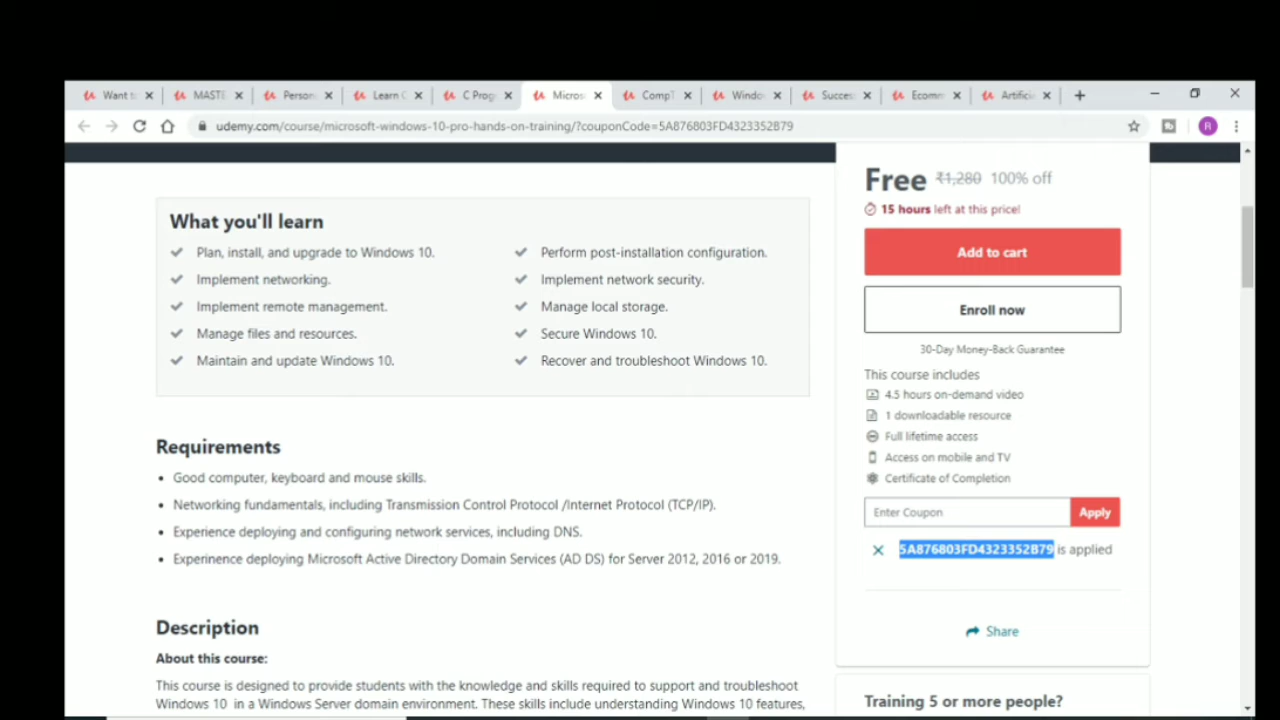 Want to
MASTE
Person
Learn C
C Prog
Micros
CompT
Windo
Succes
Ecomm
Artificia
udemy.com/course/microsoft-windows-10-pro-hands-on-training/?couponCode=5A876803FD4323352B79
R
What you'll learn
Plan, install, and upgrade to Windows 10.
Perform post-installation configuration.
Implement networking.
Implement network security.
Implement remote management.
Manage local storage.
Manage files and resources.
Secure Windows 10.
Maintain and update Windows 10.
Recover and troubleshoot Windows 10.
Requirements
Good computer, keyboard and mouse skills.
Networking fundamentals, including Transmission Control Protocol /Internet Protocol (TCP/IP).
Experience deploying and configuring network services, including DNS.
Experinence deploying Microsoft Active Directory Domain Services (AD DS) for Server 2012, 2016 or 2019.
Description
About this course:
This course is designed to provide students with the knowledge and skills required to support and troubleshoot
Windows 10 in a Windows Server domain environment. These skills include understanding Windows 10 features,
Free ₹1,280 100% off
15 hours left at this price!
Add to cart
Enroll now
30-Day Money-Back Guarantee
This course includes
4.5 hours on-demand video
1 downloadable resource
Full lifetime access
Access on mobile and TV
Certificate of Completion
Enter Coupon
Apply
5A876803FD4323352B79 is applied
Share
Training 5 or more people?